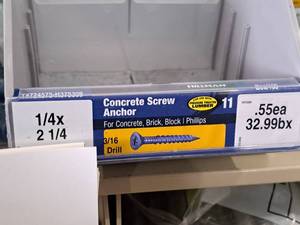 Concrete Screw
Anchor
11
For Concrete, Brick, Block | Phillips
3/16
Drill
1/4x
2 1/4
LUMBER
.55ea
32.99bx